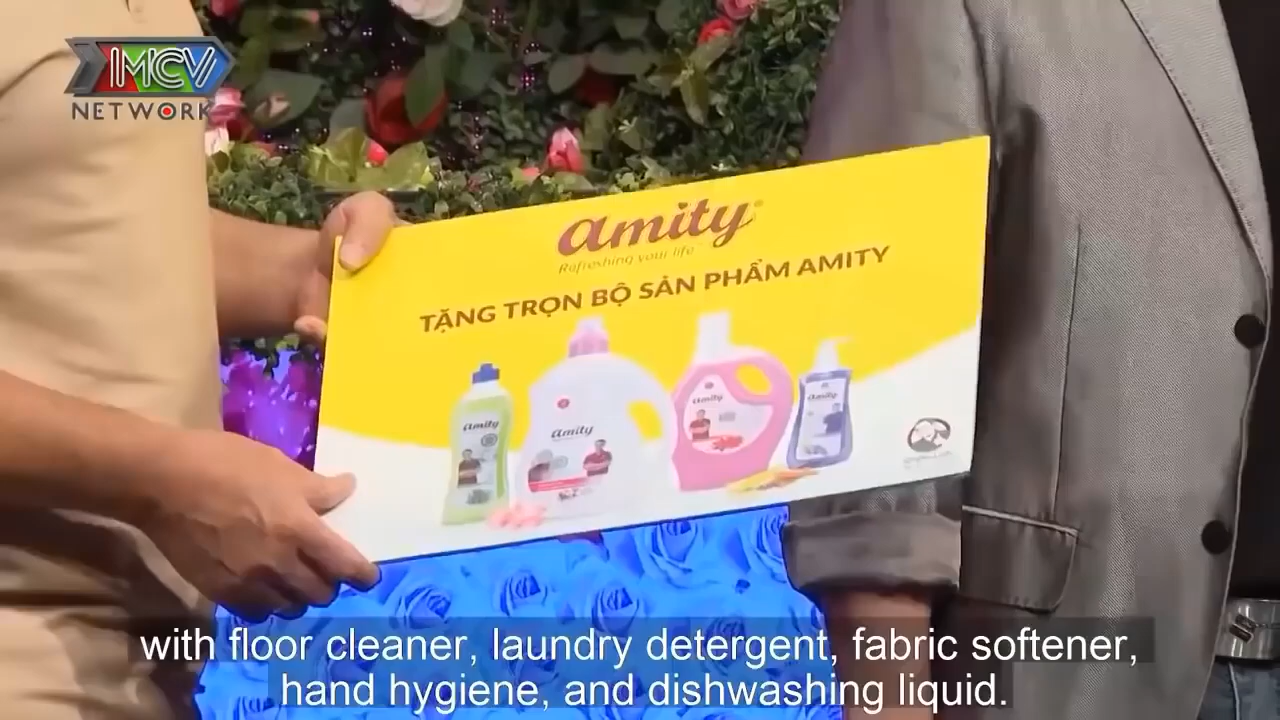 MCV
NETWORK
amity
Refreshing your life
TẶNG TRỌN BỘ SẢN PHẨM AMITY
amity
amity
amity
amity
with floor cleaner, laundry detergent, fabric softener,
hand hygiene, and dishwashing liquid.